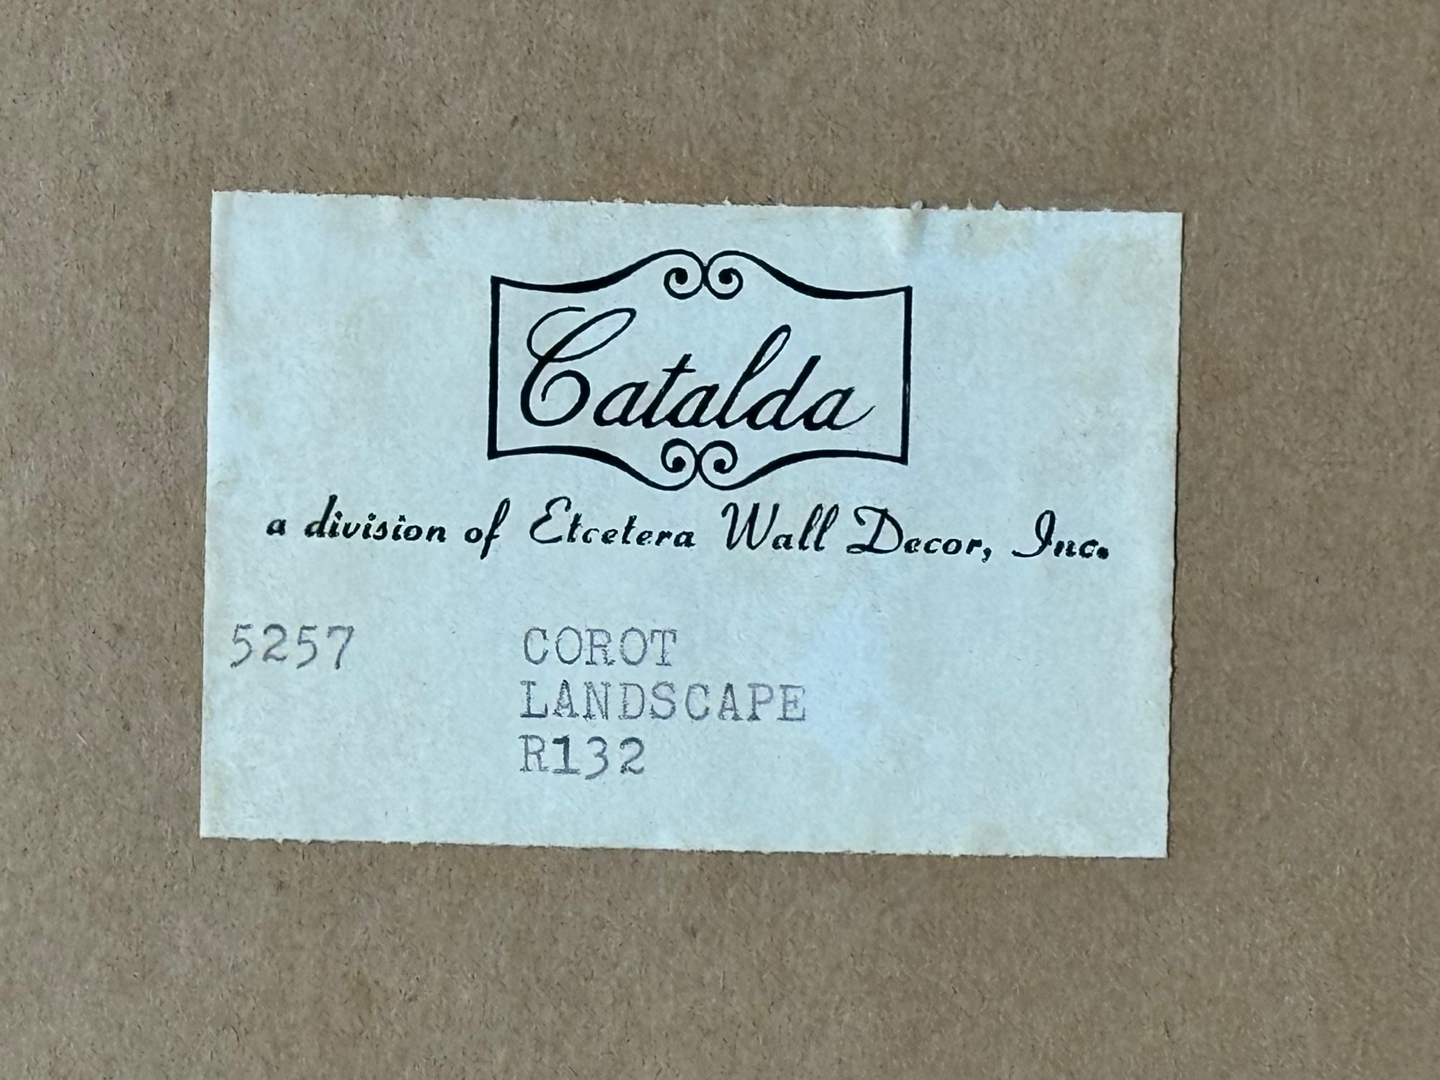 Catalda
a division of Etcetera Wall Decor, Inc.
5257 COROT
LANDSCAPE
R132